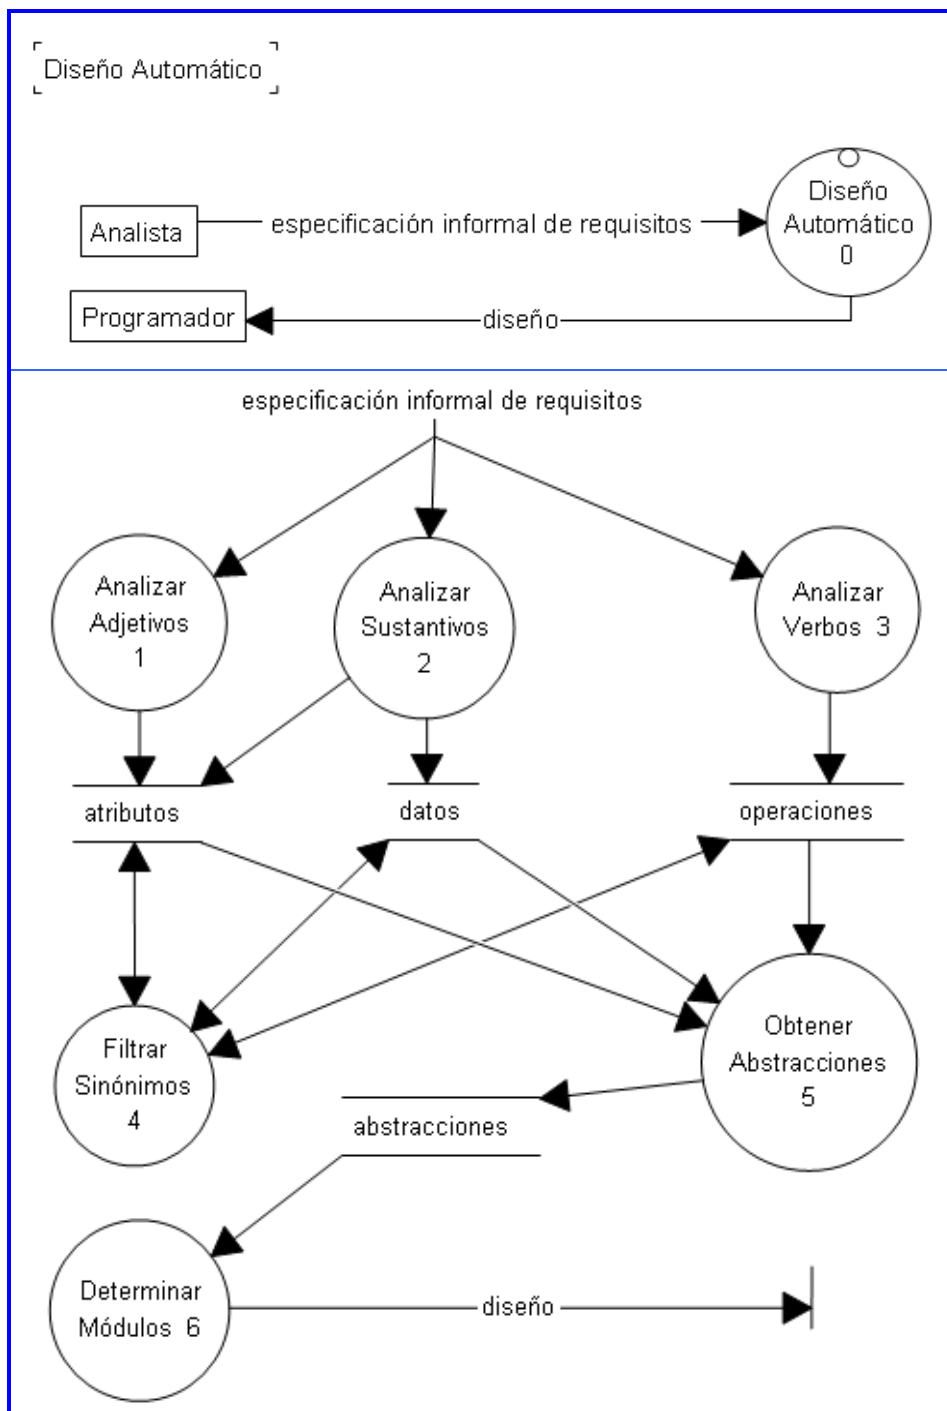 Diseño Automático
Diseño
Automático
0
Analista
especificación informal de requisitos
Programador
diseño
especificación informal de requisitos
Analizar
Adjetivos
1
Analizar
Sustantivos
2
Analizar
Verbos 3
atributos
datos
operaciones
Filtrar
Sinónimos
4
Obtener
Abstracciones
5
abstracciones
Determinar
Módulos 6
diseño